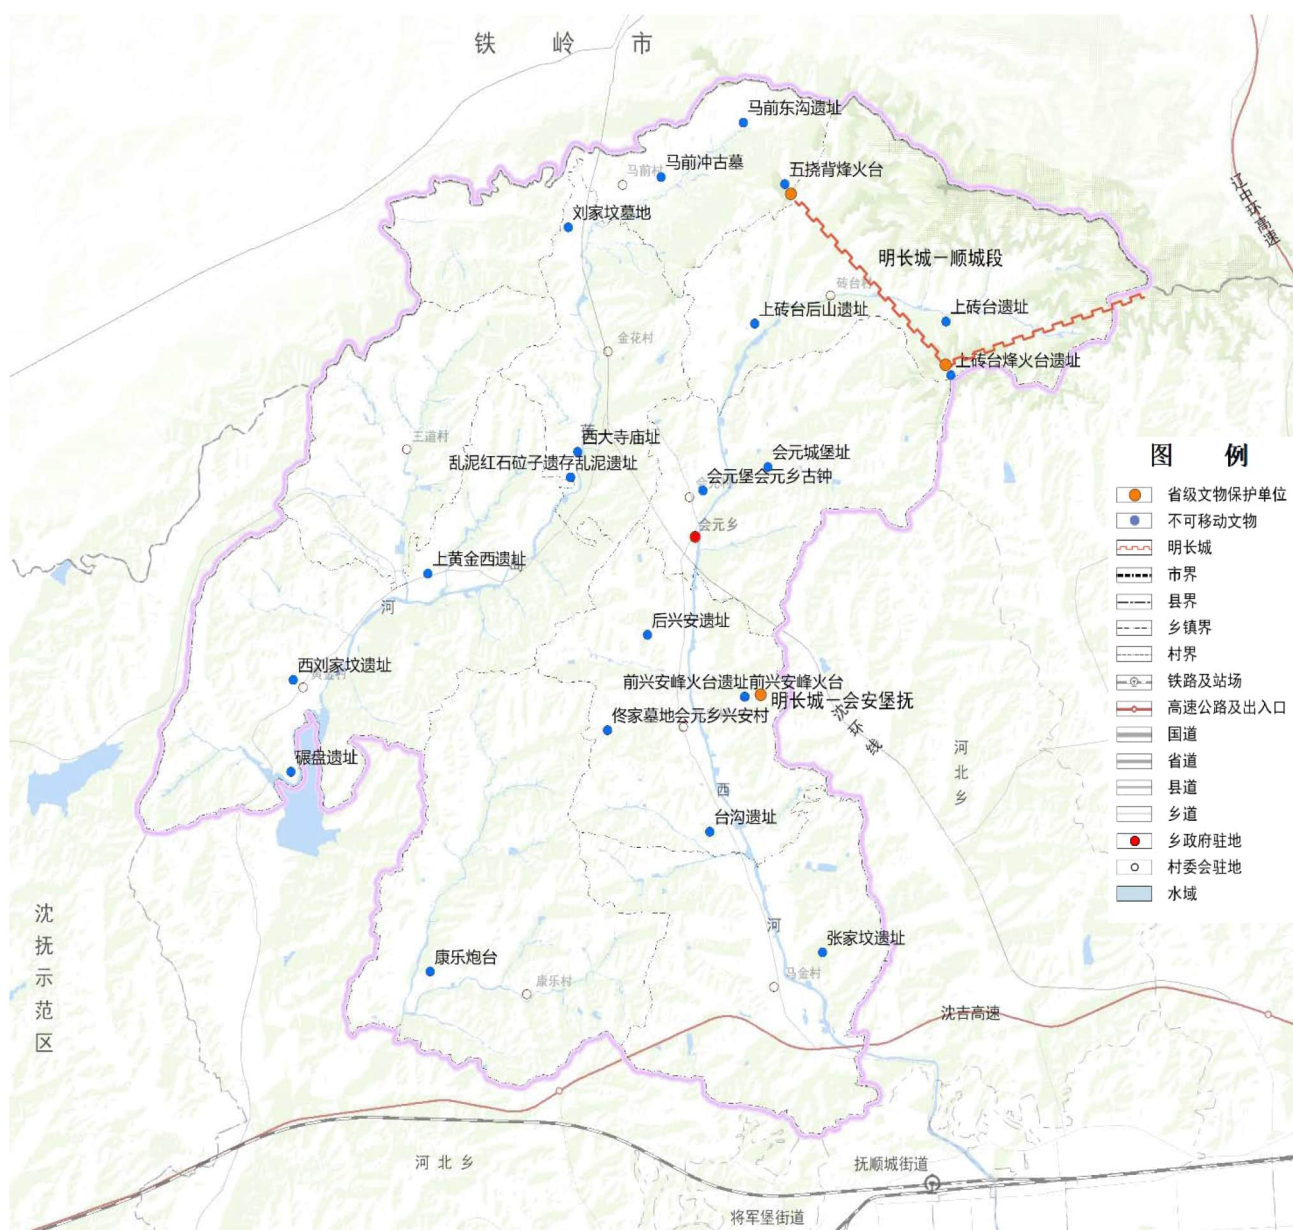 铁岭市
马前东沟遗址
马前村
马前冲古墓
五挠背烽火台
辽中环高速
刘家坟墓地
明长城一顺城段
砖台村
上砖台后山遗址
上砖台遗址
金花村
上砖台烽火台遗址
三道村
西大寺庙址
乱泥红石砬子遗存乱泥遗址
会元城堡址
会元堡会元乡古钟
会元乡
上黄金西遗址
河
河
后兴安遗址
西刘家坟遗址
黄金村
前兴安峰火台遗址前兴安峰火台
明长城一会安堡抚
佟家墓地会元乡兴安村
沈环线
河北乡
碾盘遗址
西
台沟遗址
沈抚示范区
河
张家坟遗址
康乐炮台
康乐村
马金村
沈吉高速
河北乡
抚顺城街道
将军堡街道
图例
省级文物保护单位
不可移动文物
明长城
市界
县界
乡镇界
村界
铁路及站场
高速公路及出入口
国道
省道
县道
乡道
乡政府驻地
村委会驻地
水域